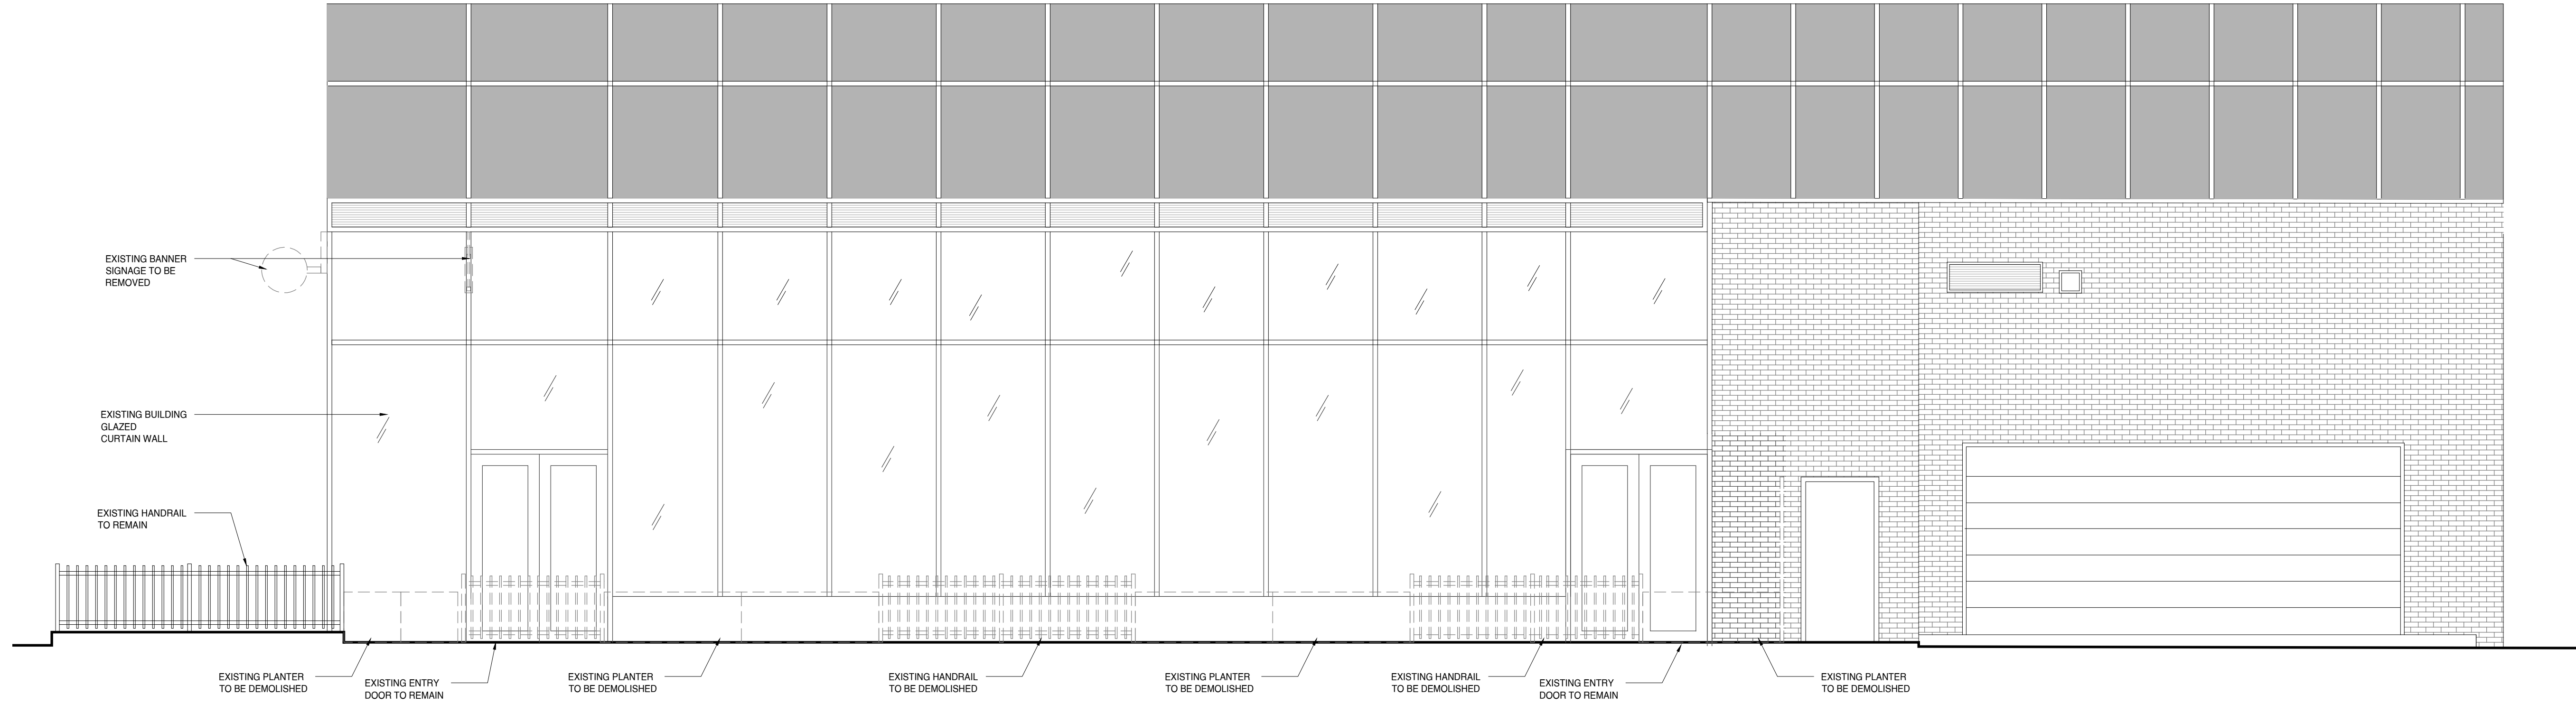 EXISTING BANNER
SIGNAGE TO BE
REMOVED
EXISTING BUILDING
GLAZED
CURTAIN WALL
EXISTING HANDRAIL
TO REMAIN
EXISTING PLANTER
TO BE DEMOLISHED
EXISTING ENTRY
DOOR TO REMAIN
EXISTING PLANTER
TO BE DEMOLISHED
EXISTING HANDRAIL
TO BE DEMOLISHED
EXISTING PLANTER
TO BE DEMOLISHED
EXISTING HANDRAIL
TO BE DEMOLISHED
EXISTING ENTRY
DOOR TO REMAIN
EXISTING PLANTER
TO BE DEMOLISHED